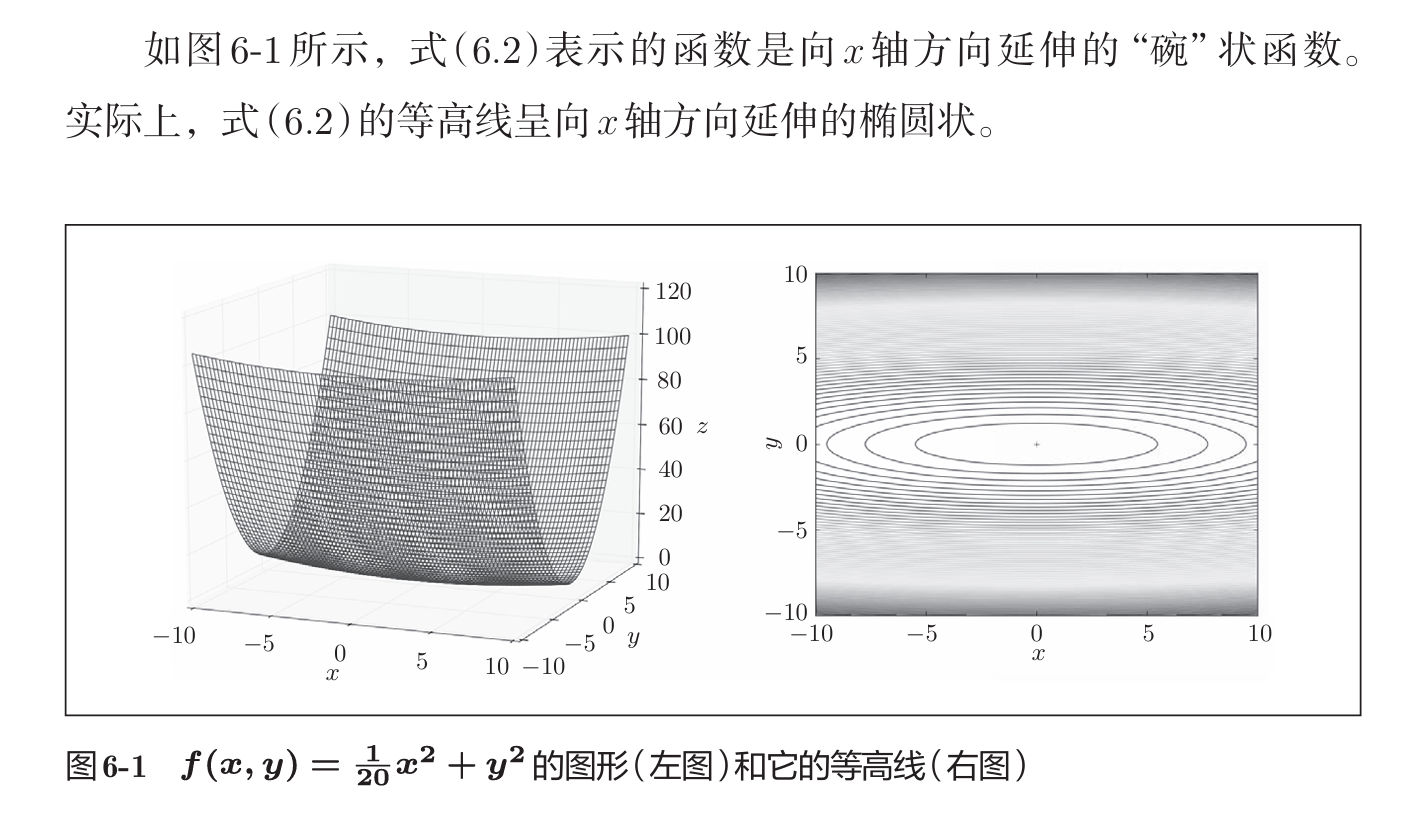 如图6-1所示，式(6.2)表示的函数是向x轴方向延伸的“碗”状函数。
实际上，式(6.2)的等高线呈向x轴方向延伸的椭圆状。
120
100
80
60 z
40
20
0
10
5
0 y
−5
−10
−10
−5
0
5
10
x
10
5
y 0
−5
−10
−10 −5 0 5 10
x
图6-1 f(x, y) = 1/20 x² + y² 的图形(左图)和它的等高线(右图)